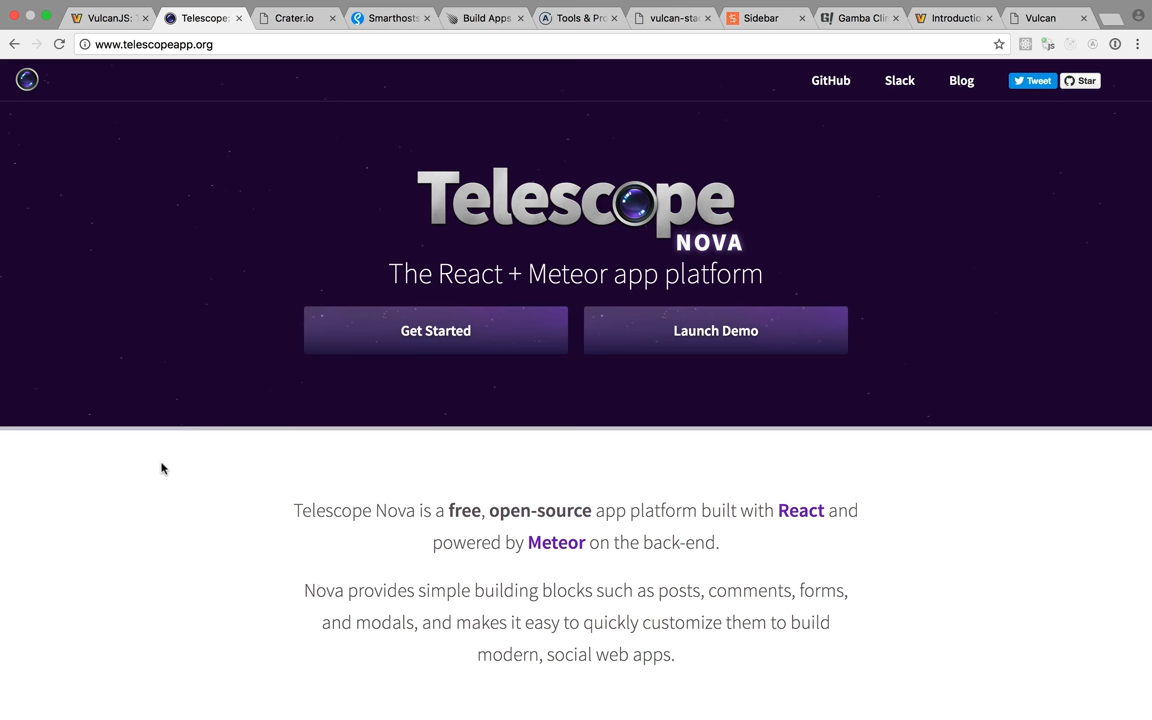 VulcanJS: T
Telescope:
Crater.io
Smarthosts
Build Apps
Tools & Pro
vulcan-sta
Sidebar
Gamba Clin
Introductio
Vulcan
www.telescopeapp.org
GitHub
Slack
Blog
Tweet
Star
Telescope
NOVA
The React + Meteor app platform
Get Started
Launch Demo
Telescope Nova is a free, open-source app platform built with React and
powered by Meteor on the back-end.
Nova provides simple building blocks such as posts, comments, forms,
and modals, and makes it easy to quickly customize them to build
modern, social web apps.